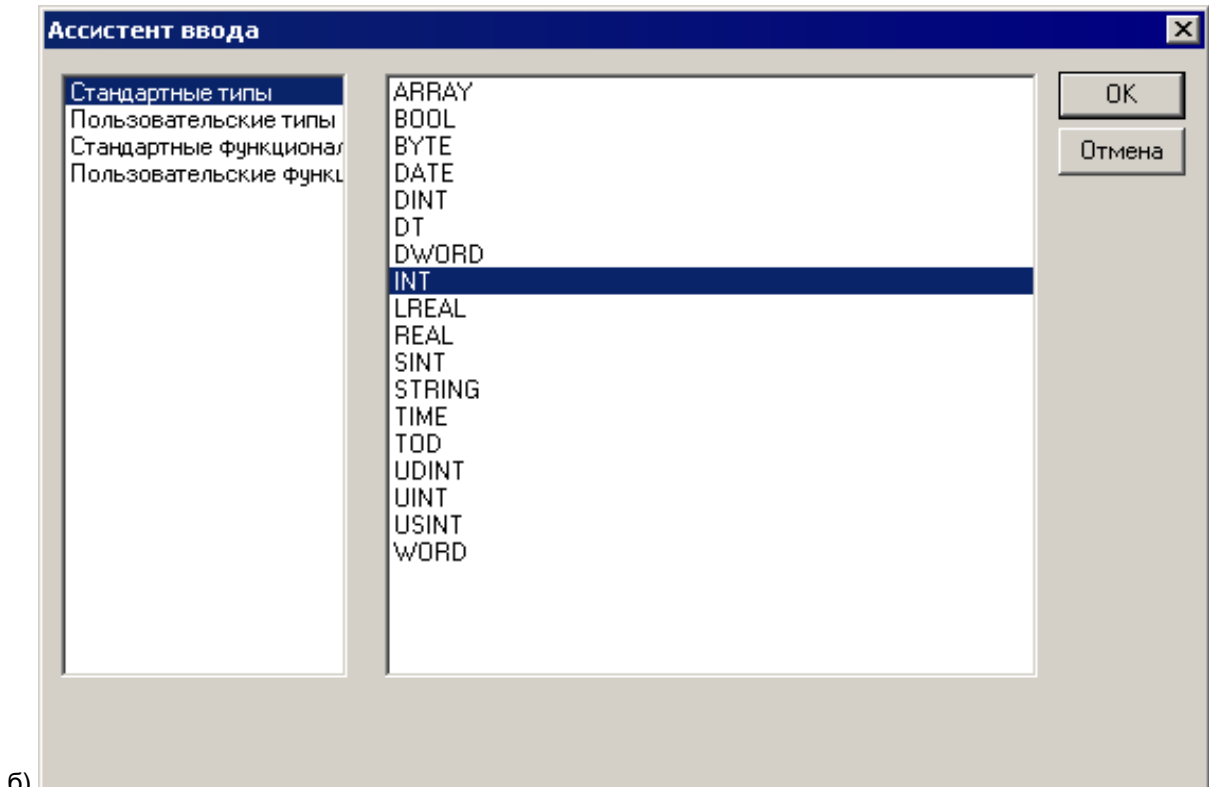 Ассистент ввода
Стандартные типы
Пользовательские типы
Стандартные функционал
Пользовательские функц
ARRAY
BOOL
BYTE
DATE
DINT
DT
DWORD
INT
LREAL
REAL
SINT
STRING
TIME
TOD
UDINT
UINT
USINT
WORD
OK
Отмена
б)